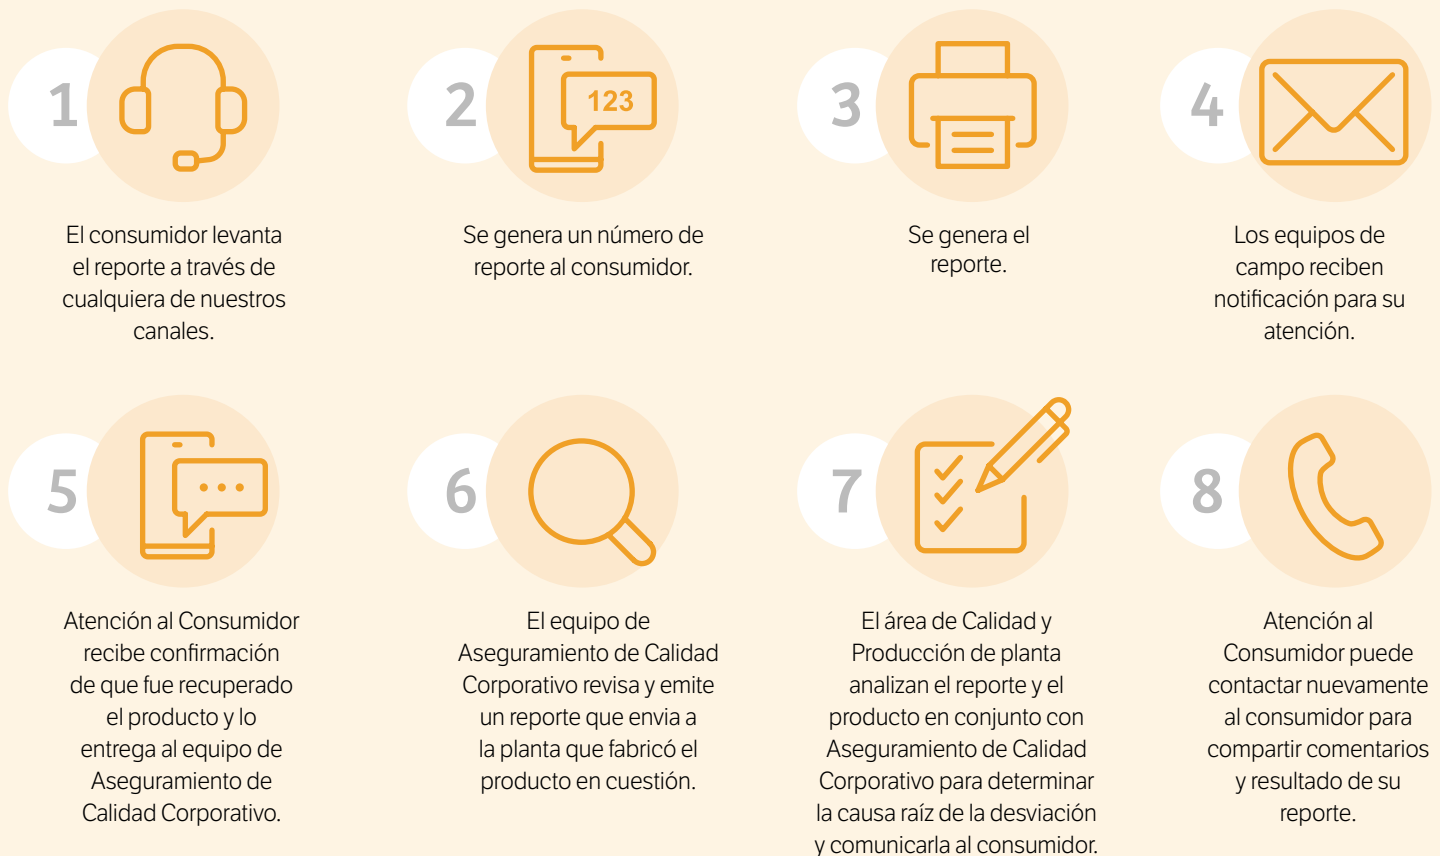 1
El consumidor levanta
el reporte a través de
cualquiera de nuestros
canales.
2
123
Se genera un número de
reporte al consumidor.
3
Se genera el
reporte.
4
Los equipos de
campo reciben
notificación para su
atención.
5
Atención al Consumidor
recibe confirmación
de que fue recuperado
el producto y lo
entrega al equipo de
Aseguramiento de
Calidad Corporativo.
6
El equipo de
Aseguramiento de Calidad
Corporativo revisa y emite
un reporte que envia a
la planta que fabricó el
producto en cuestión.
7
El área de Calidad y
Producción de planta
analizan el reporte y el
producto en conjunto con
Aseguramiento de Calidad
Corporativo para determinar
la causa raíz de la desviación
y comunicarla al consumidor.
8
Atención al
Consumidor puede
contactar nuevamente
al consumidor para
compartir comentarios
y resultado de su
reporte.